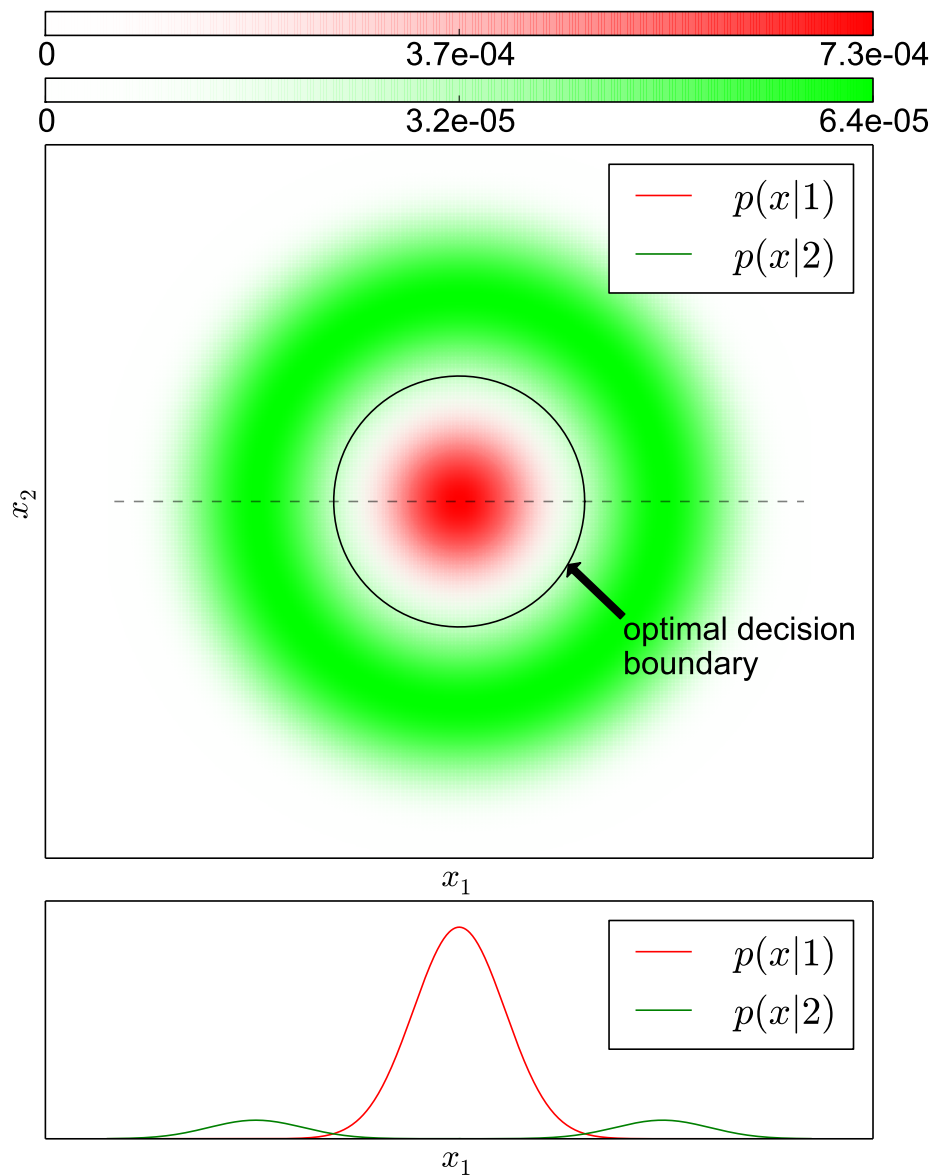 0 3.7e-04 7.3e-04
0 3.2e-05 6.4e-05
p(x|1)
p(x|2)
x₂
optimal decision
boundary
x₁
p(x|1)
p(x|2)
x₁